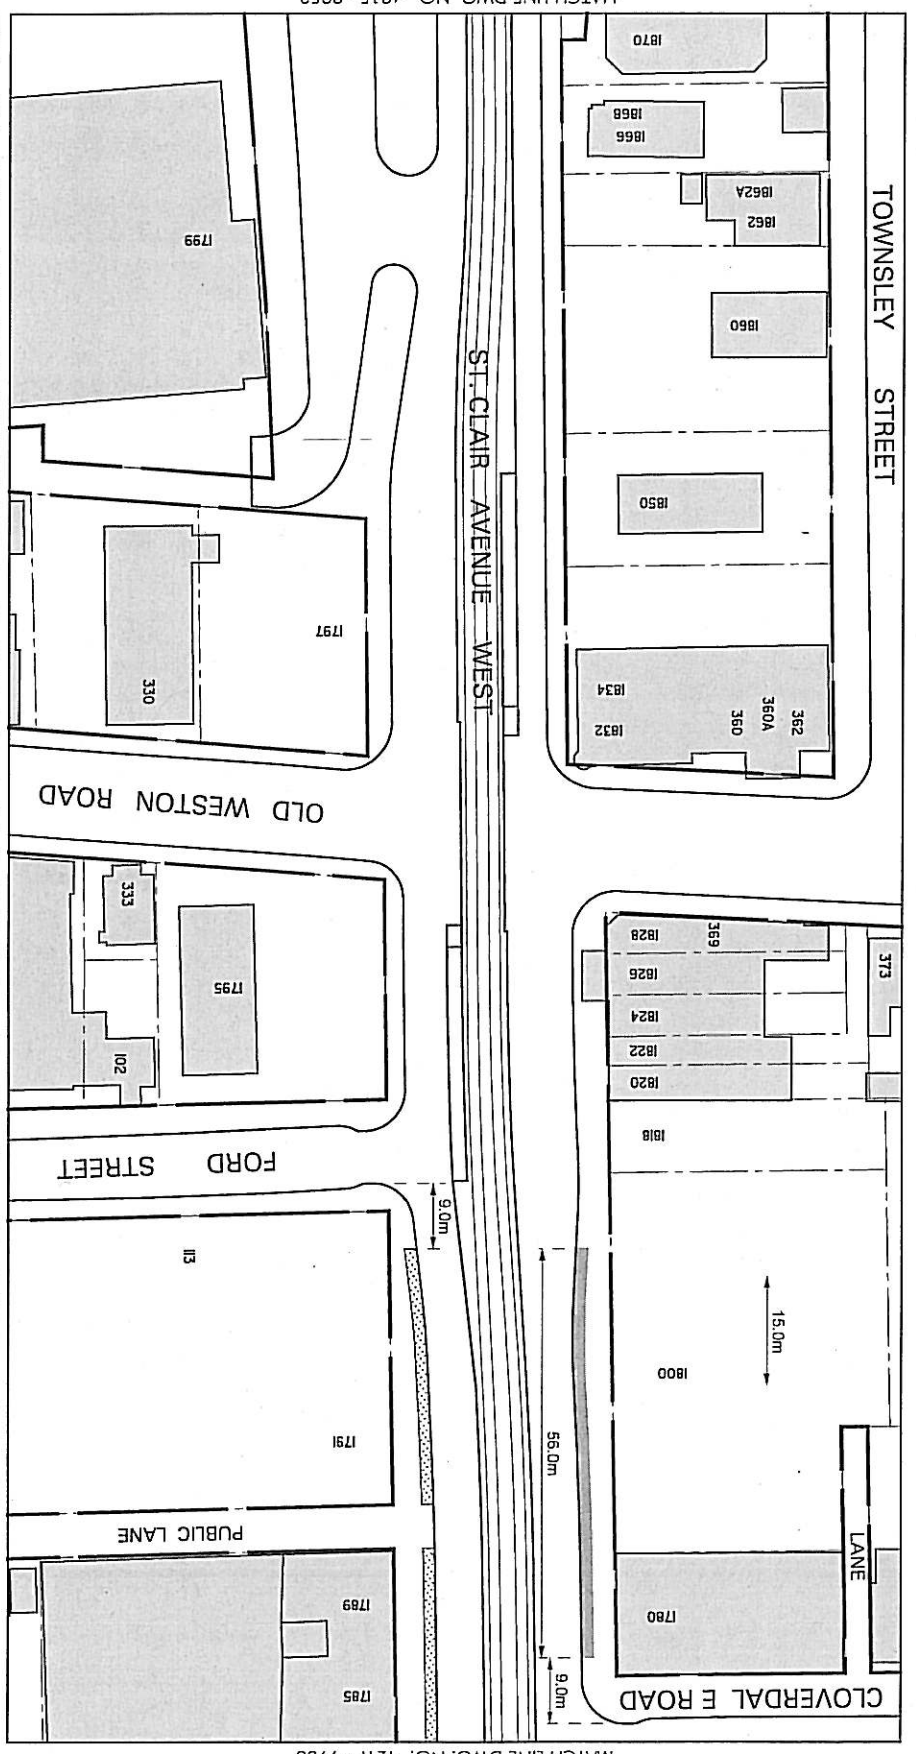 1870
1868
1866
1862A
1862
1860
1850
1834
1832
360
360A
362
TOWNSLEY STREET
ST. CLAIR AVENUE WEST
1799
1797
330
OLD WESTON ROAD
333
1795
102
FORD STREET
369
1828
1826
1824
1822
1820
1818
373
9.0m
113
15.0m
1800
56.0m
1791
PUBLIC LANE
LANE
1789
1785
1780
9.0m
CLOVERDAL E ROAD